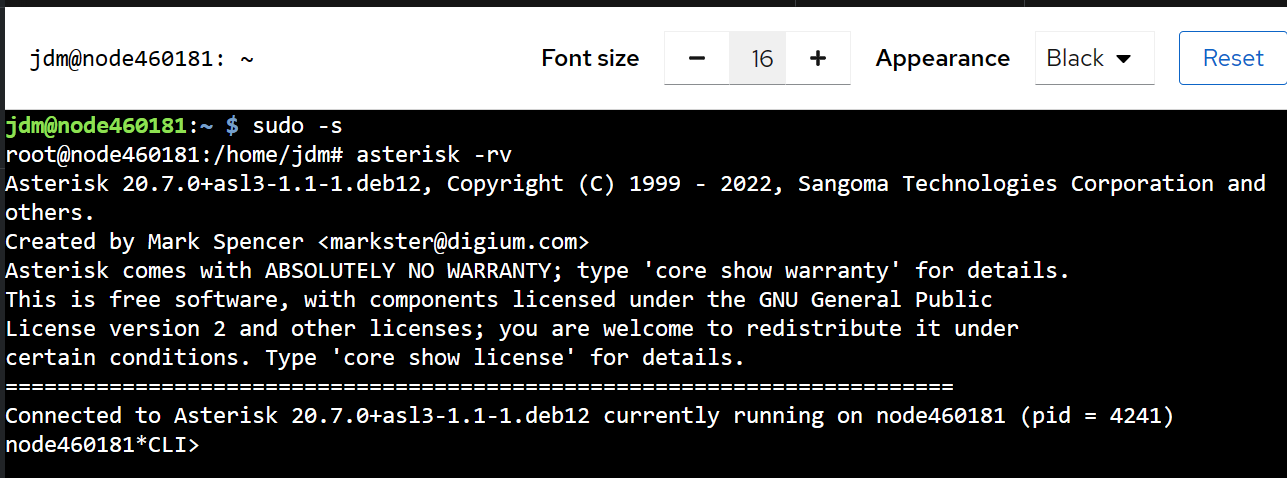 jdm@node460181: ~ Font size − 16 + Appearance Black Reset
jdm@node460181:~ $ sudo -s
root@node460181:/home/jdm# asterisk -rv
Asterisk 20.7.0+asl3-1.1-1.deb12, Copyright (C) 1999 - 2022, Sangoma Technologies Corporation and
others.
Created by Mark Spencer <markster@digium.com>
Asterisk comes with ABSOLUTELY NO WARRANTY; type 'core show warranty' for details.
This is free software, with components licensed under the GNU General Public
License version 2 and other licenses; you are welcome to redistribute it under
certain conditions. Type 'core show license' for details.
=========================================================================
Connected to Asterisk 20.7.0+asl3-1.1-1.deb12 currently running on node460181 (pid = 4241)
node460181*CLI>